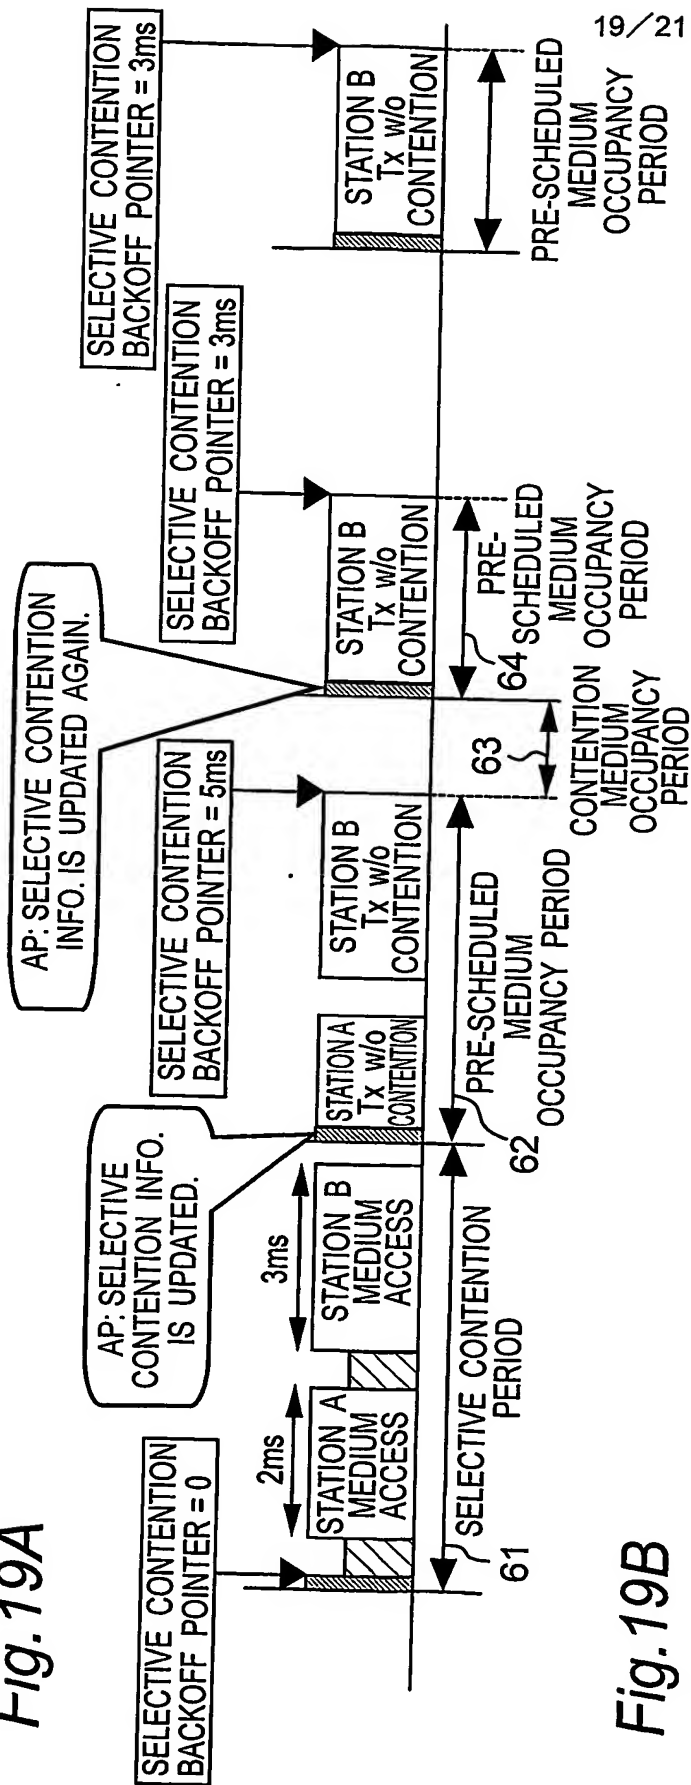 19/21
Fig.19A
SELECTIVE CONTENTION
BACKOFF POINTER = 0
AP: SELECTIVE
CONTENTION INFO.
IS UPDATED.
AP: SELECTIVE CONTENTION
INFO. IS UPDATED AGAIN.
SELECTIVE CONTENTION
BACKOFF POINTER = 5ms
SELECTIVE CONTENTION
BACKOFF POINTER = 3ms
SELECTIVE CONTENTION
BACKOFF POINTER = 3ms
2ms
3ms
STATION A
MEDIUM
ACCESS
STATION B
MEDIUM
ACCESS
STATION A
Tx w/o
CONTENTION
STATION B
Tx w/o
CONTENTION
STATION B
Tx w/o
CONTENTION
STATION B
Tx w/o
CONTENTION
61
SELECTIVE CONTENTION
PERIOD
62
PRE-SCHEDULED
MEDIUM
OCCUPANCY PERIOD
63
CONTENTION
MEDIUM
OCCUPANCY
PERIOD
64
PRE-
SCHEDULED
MEDIUM
OCCUPANCY
PERIOD
PRE-SCHEDULED
MEDIUM
OCCUPANCY
PERIOD
Fig.19B